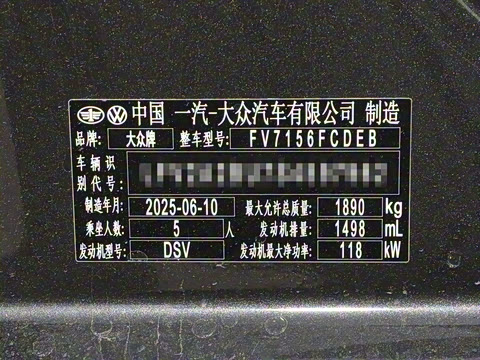 中国 一汽-大众汽车有限公司 制造
品牌: 大众牌 整车型号: FV7156FCDEB
车辆识别代号:
制造年月: 2025-06-10 最大允许总质量: 1890 kg
乘坐人数: 5 人 发动机排量: 1498 mL
发动机型号: DSV 发动机最大净功率: 118 kW